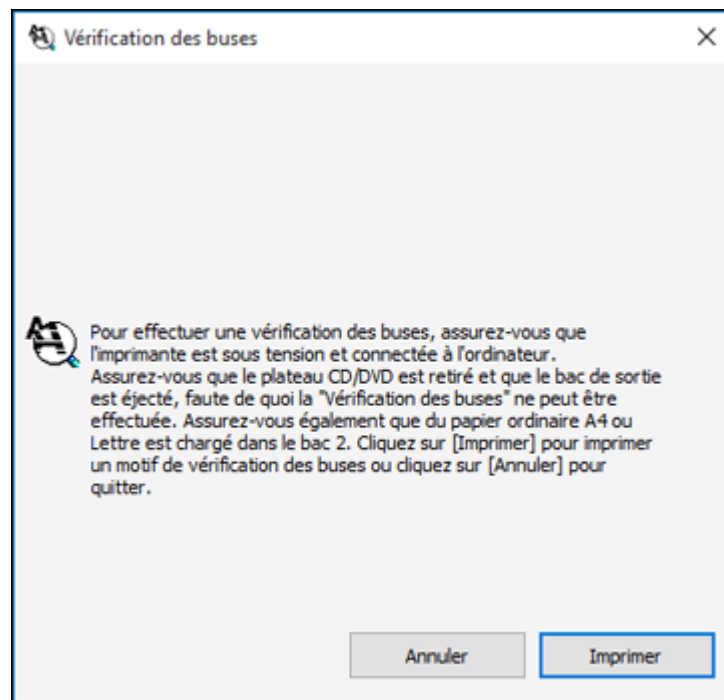 Vérification des buses
Pour effectuer une vérification des buses, assurez-vous que
l'imprimante est sous tension et connectée à l'ordinateur.
Assurez-vous que le plateau CD/DVD est retiré et que le bac de sortie
est éjecté, faute de quoi la "Vérification des buses" ne peut être
effectuée. Assurez-vous également que du papier ordinaire A4 ou
Lettre est chargé dans le bac 2. Cliquez sur [Imprimer] pour imprimer
un motif de vérification des buses ou cliquez sur [Annuler] pour
quitter.
Annuler
Imprimer